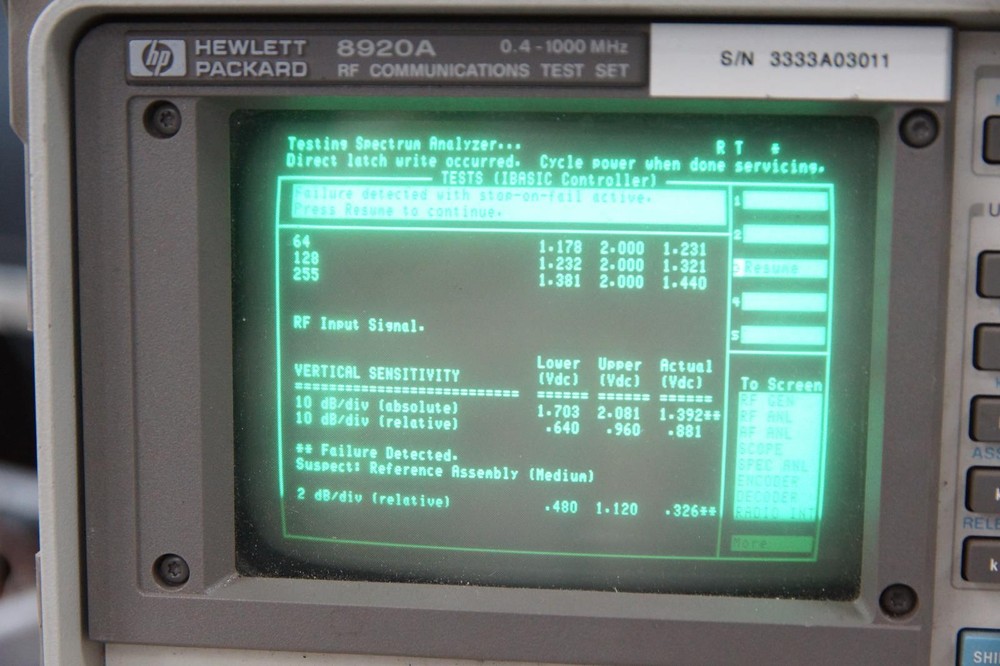 hp HEWLETT PACKARD 8920A 0.4-1000 MHz
RF COMMUNICATIONS TEST SET
S/N 3333A03011
Testing Spectrum Analyzer... R T *
Direct latch write occurred. Cycle power when done servicing.
TESTS (IBASIC Controller)
Failure detected with stop-on-fail active.
Press Resume to continue.
1
2
3 Resume
4
5
64 1.178 2.000 1.231
128 1.232 2.000 1.321
255 1.381 2.000 1.440
RF Input Signal.
Lower Upper Actual
VERTICAL SENSITIVITY (Vdc) (Vdc) (Vdc)
============================ ====== ====== ======
10 dB/div (absolute) 1.703 2.081 1.392**
10 dB/div (relative) .640 .960 .881
** Failure Detected.
Suspect: Reference Assembly (Medium)
2 dB/div (relative) .480 1.120 .326**
To Screen
RF GEN
RF ANL
AF ANL
SCOPE
SPEC ANL
ENCODER
DECODER
RADIO INT
More
U
ASS
RELE
k
k
SHI